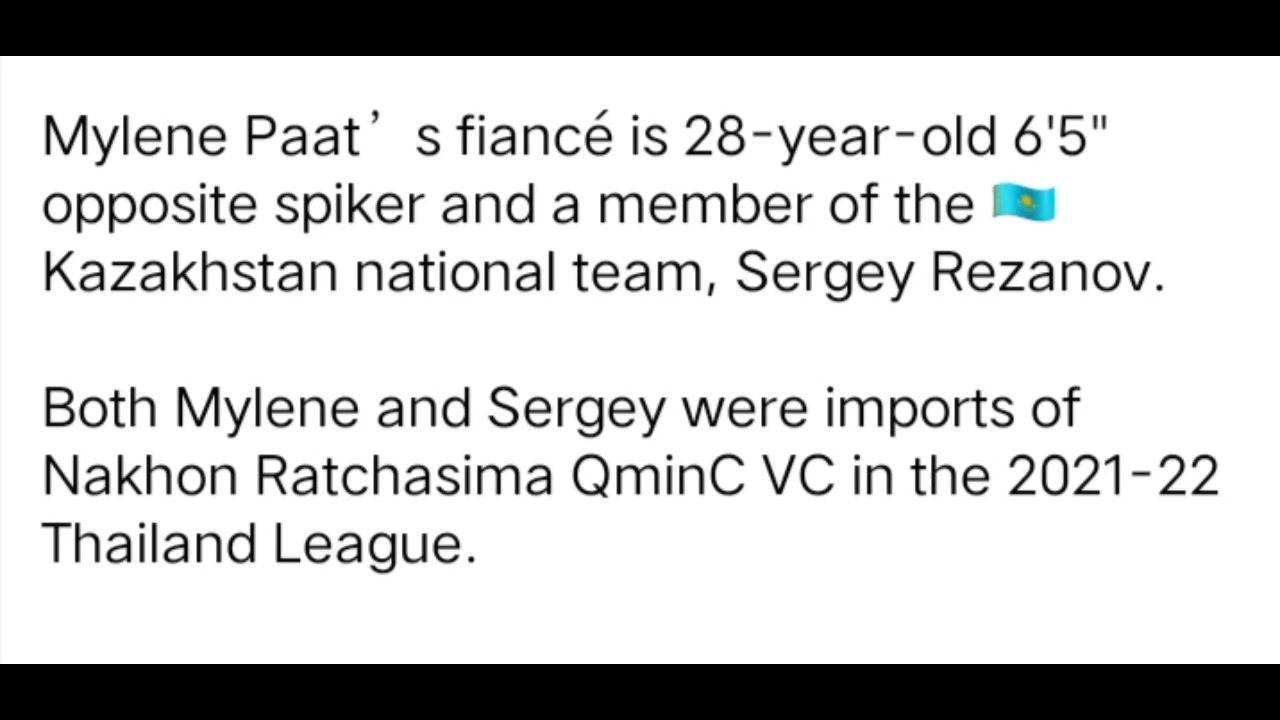 Mylene Paat’ s fiancé is 28-year-old 6'5"
opposite spiker and a member of the 🇰🇿
Kazakhstan national team, Sergey Rezanov.
Both Mylene and Sergey were imports of
Nakhon Ratchasima QminC VC in the 2021-22
Thailand League.